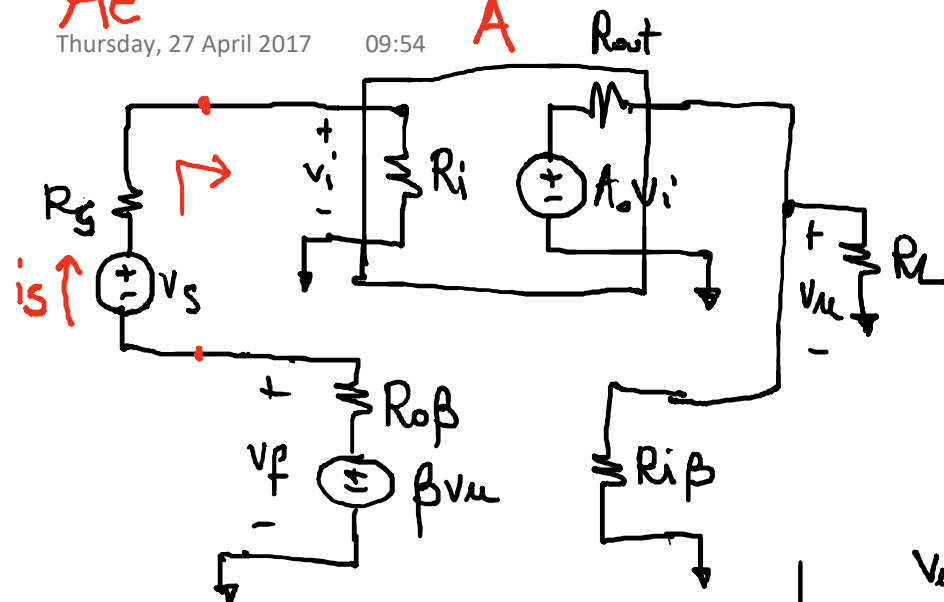 Ae
Thursday, 27 April 2017 09:54
A
Rout
+
vi
-
Ri
+
-
Aovi
Rs
is
+
-
vs
+
vu
-
RL
+
vf
-
Roβ
+
-
βvu
Riβ